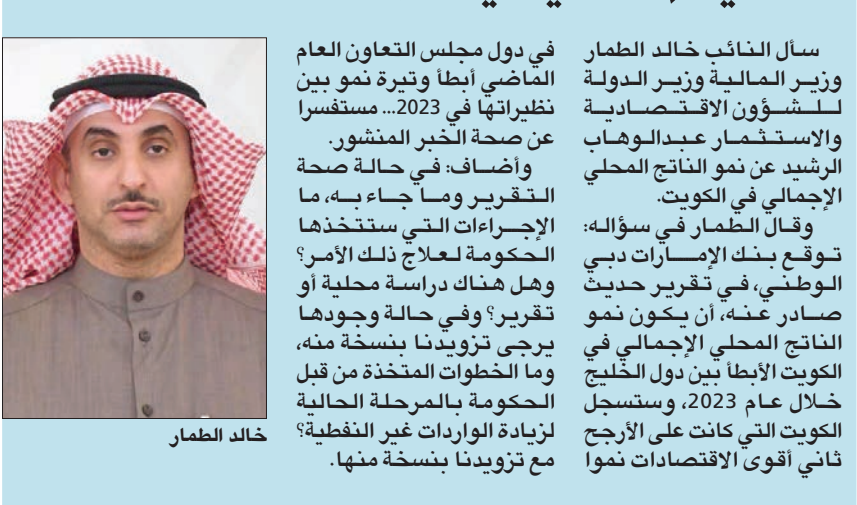 سأل النائب خالد الطمار
وزير المالية وزير الدولة
للشؤون الاقتصادية
والاستثمار عبدالوهاب
الرشيد عن نمو الناتج المحلي
الإجمالي في الكويت.
وقال الطمار في سؤاله:
توقع بنك الإمارات دبي
الوطني، في تقرير حديث
صادر عنه، أن يكون نمو
الناتج المحلي الإجمالي في
الكويت الأبطأ بين دول الخليج
خلال عام 2023، وستسجل
الكويت التي كانت على الأرجح
ثاني أقوى الاقتصادات نموا
في دول مجلس التعاون العام
الماضي أبطأ وتيرة نمو بين
نظيراتها في 2023... مستفسرا
عن صحة الخبر المنشور.
وأضاف: في حالة صحة
التقرير وما جاء به، ما
الإجراءات التي ستتخذها
الحكومة لعلاج ذلك الأمر؟
وهل هناك دراسة محلية أو
تقرير؟ وفي حالة وجودها
يرجى تزويدنا بنسخة منه،
وما الخطوات المتخذة من قبل
الحكومة بالمرحلة الحالية
لزيادة الواردات غير النفطية؟
مع تزويدنا بنسخة منها.
خالد الطمار